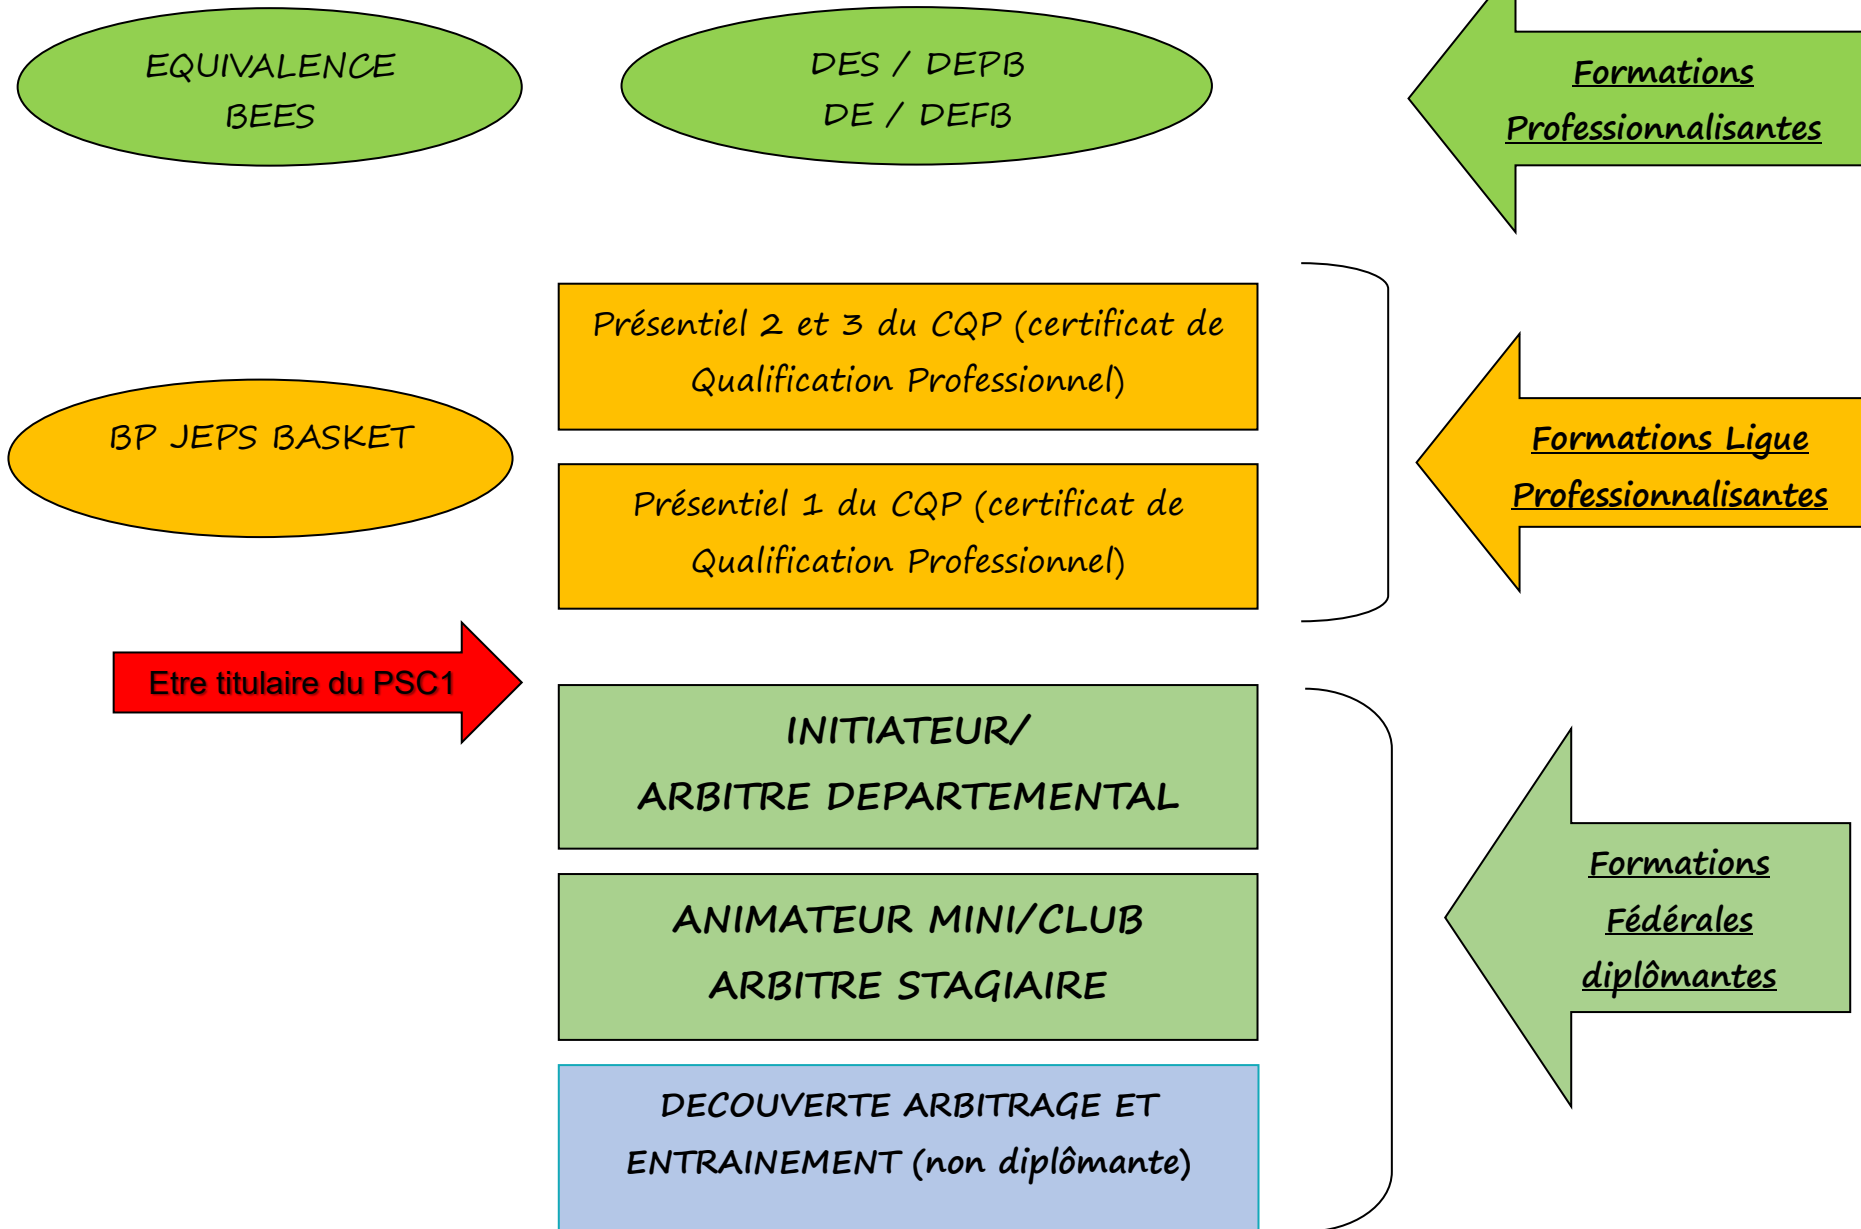 EQUIVALENCE
BEES
DES / DEPB
DE / DEFB
Formations
Professionnalisantes
Présentiel 2 et 3 du CQP (certificat de
Qualification Professionnel)
BP JEPS BASKET
Présentiel 1 du CQP (certificat de
Qualification Professionnel)
Formations Ligue
Professionnalisantes
Etre titulaire du PSC1
INITIATEUR/
ARBITRE DEPARTEMENTAL
ANIMATEUR MINI/CLUB
ARBITRE STAGIAIRE
Formations
Fédérales
diplômantes
DECOUVERTE ARBITRAGE ET
ENTRAINEMENT (non diplômante)